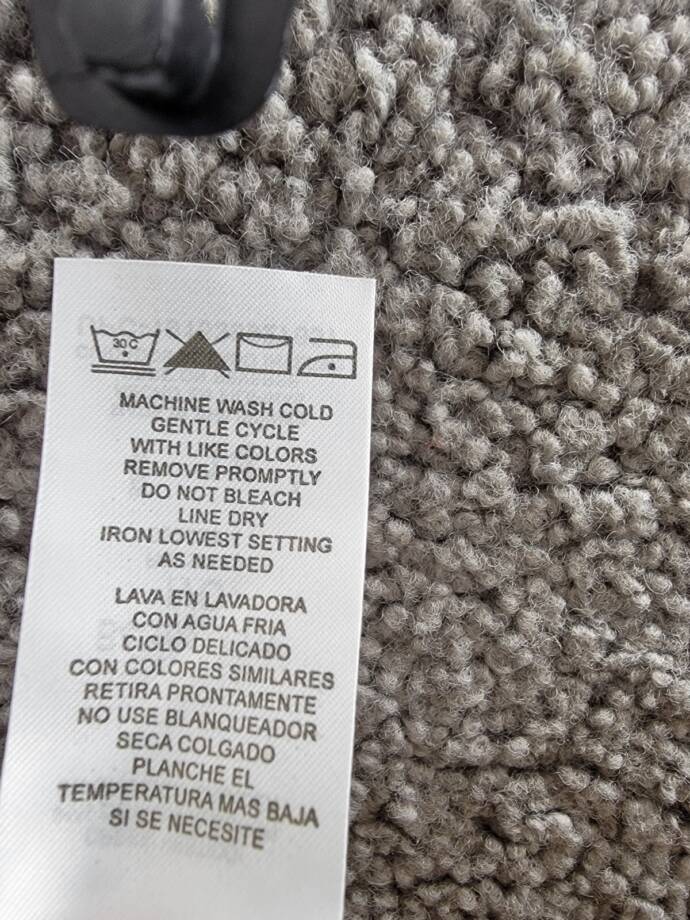 30 C
MACHINE WASH COLD
GENTLE CYCLE
WITH LIKE COLORS
REMOVE PROMPTLY
DO NOT BLEACH
LINE DRY
IRON LOWEST SETTING
AS NEEDED
LAVA EN LAVADORA
CON AGUA FRIA
CICLO DELICADO
CON COLORES SIMILARES
RETIRA PRONTAMENTE
NO USE BLANQUEADOR
SECA COLGADO
PLANCHE EL
TEMPERATURA MAS BAJA
SI SE NECESITE